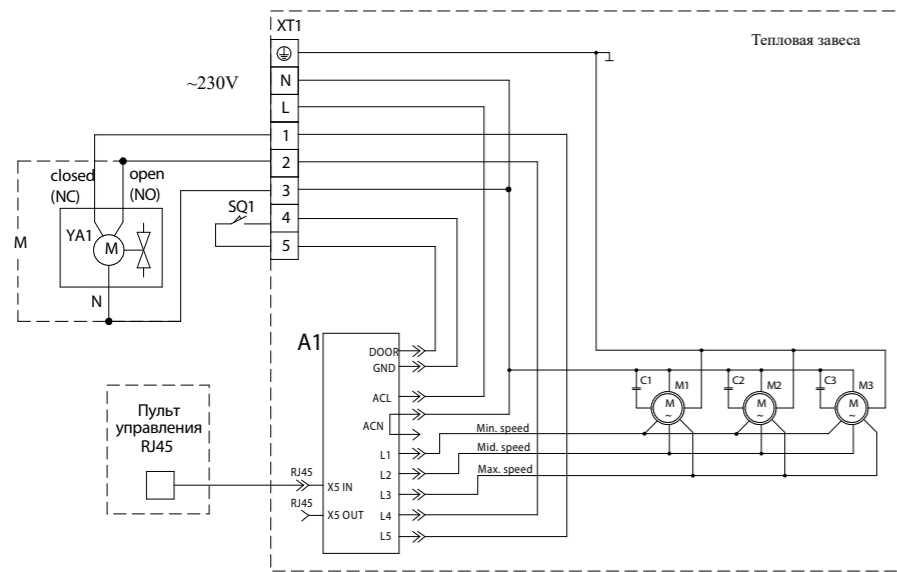 XT1
Тепловая завеса
~230V
N
L
1
2
3
4
5
closed
(NC)
open
(NO)
SQ1
YA1
M
M
N
A1
DOOR
GND
ACL
ACN
L1
L2
L3
L4
L5
X5 IN
X5 OUT
RJ45
RJ45
Пульт
управления
RJ45
Min. speed
Mid. speed
Max. speed
C1
M1
C2
M2
C3
M3
M
~
M
~
M
~